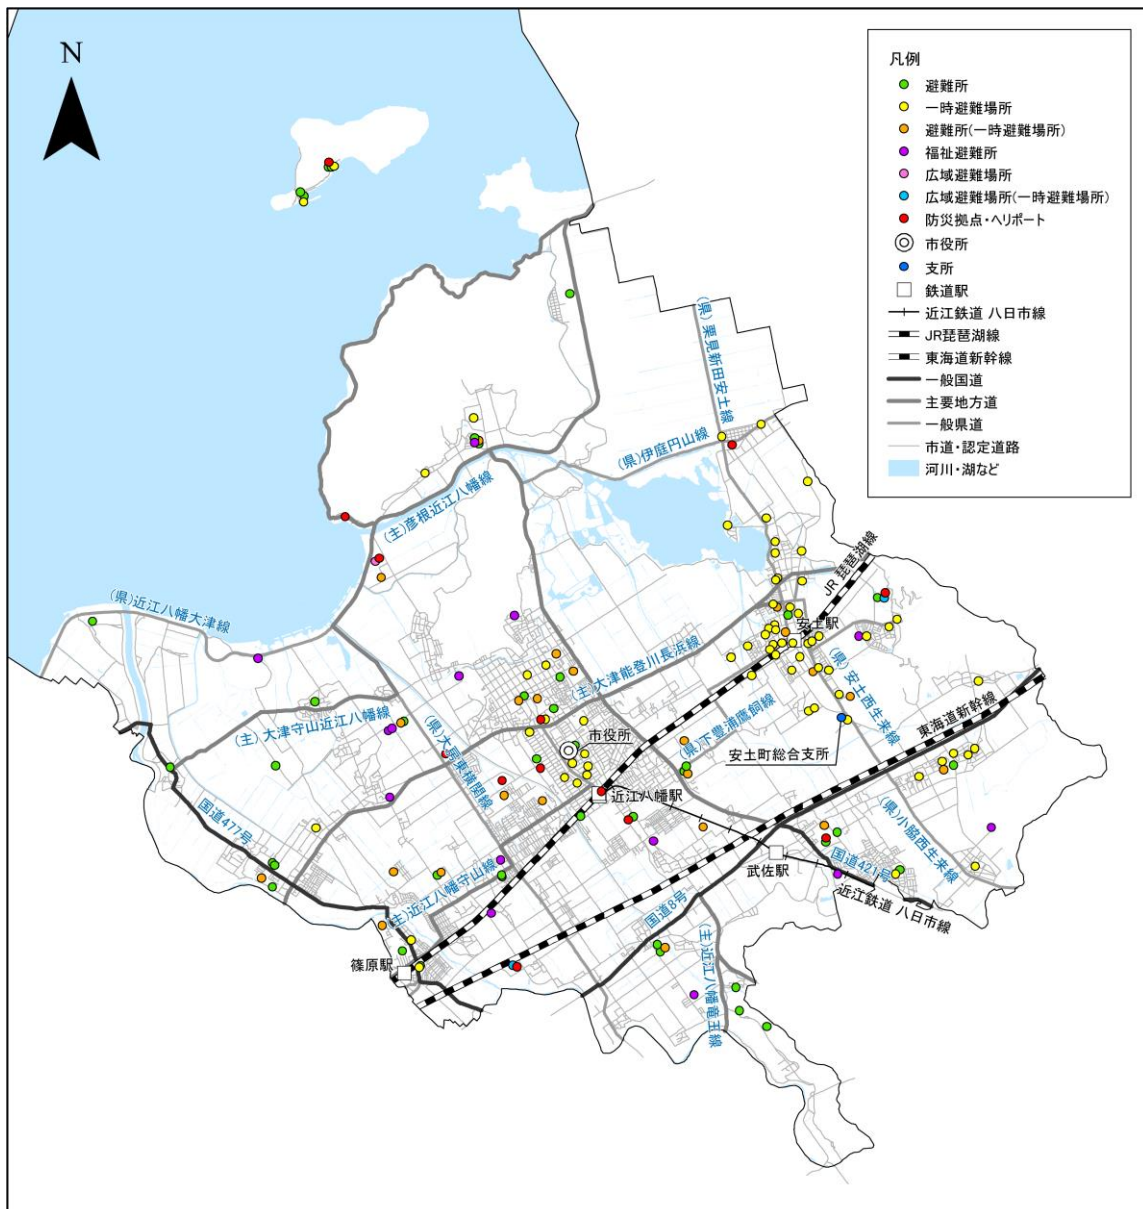 N
凡例
避難所
一時避難場所
避難所(一時避難場所)
福祉避難所
広域避難場所
広域避難場所(一時避難場所)
防災拠点・ヘリポート
市役所
支所
鉄道駅
近江鉄道 八日市線
JR琵琶湖線
東海道新幹線
一般国道
主要地方道
一般県道
市道・認定道路
河川・湖など
(県)栗見新田安土線
(県)伊庭円山線
(主)彦根近江八幡線
JR 琵琶湖線
(県)近江八幡大津線
安土駅
(主)大津能登川長浜線
(県)安土西生来線
(主)大津守山近江八幡線
(県)大房東横関線
(県)下豊浦鷹飼線
東海道新幹線
市役所
安土町総合支所
近江八幡駅
国道477号
(県)小脇西生来線
国道421号
武佐駅
(主)近江八幡守山線
近江鉄道 八日市線
国道8号
篠原駅
(主)近江八幡竜王線